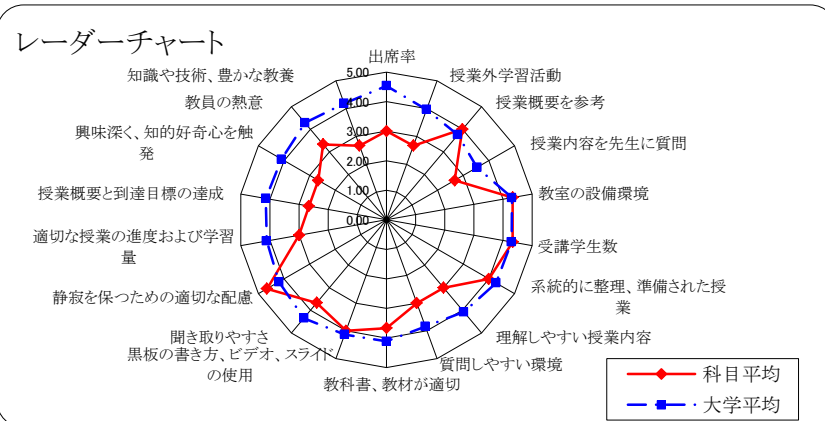 レーダーチャート
出席率
授業外学習活動
授業概要を参考
授業内容を先生に質問
教室の設備環境
受講学生数
系統的に整理、準備された授
業
理解しやすい授業内容
質問しやすい環境
教科書、教材が適切
黒板の書き方、ビデオ、スライド
の使用
聞き取りやすさ
静寂を保つための適切な配慮
適切な授業の進度および学習
量
授業概要と到達目標の達成
興味深く、知的好奇心を触
発
教員の熱意
知識や技術、豊かな教養
5.00
4.00
3.00
2.00
1.00
0.00
科目平均
大学平均